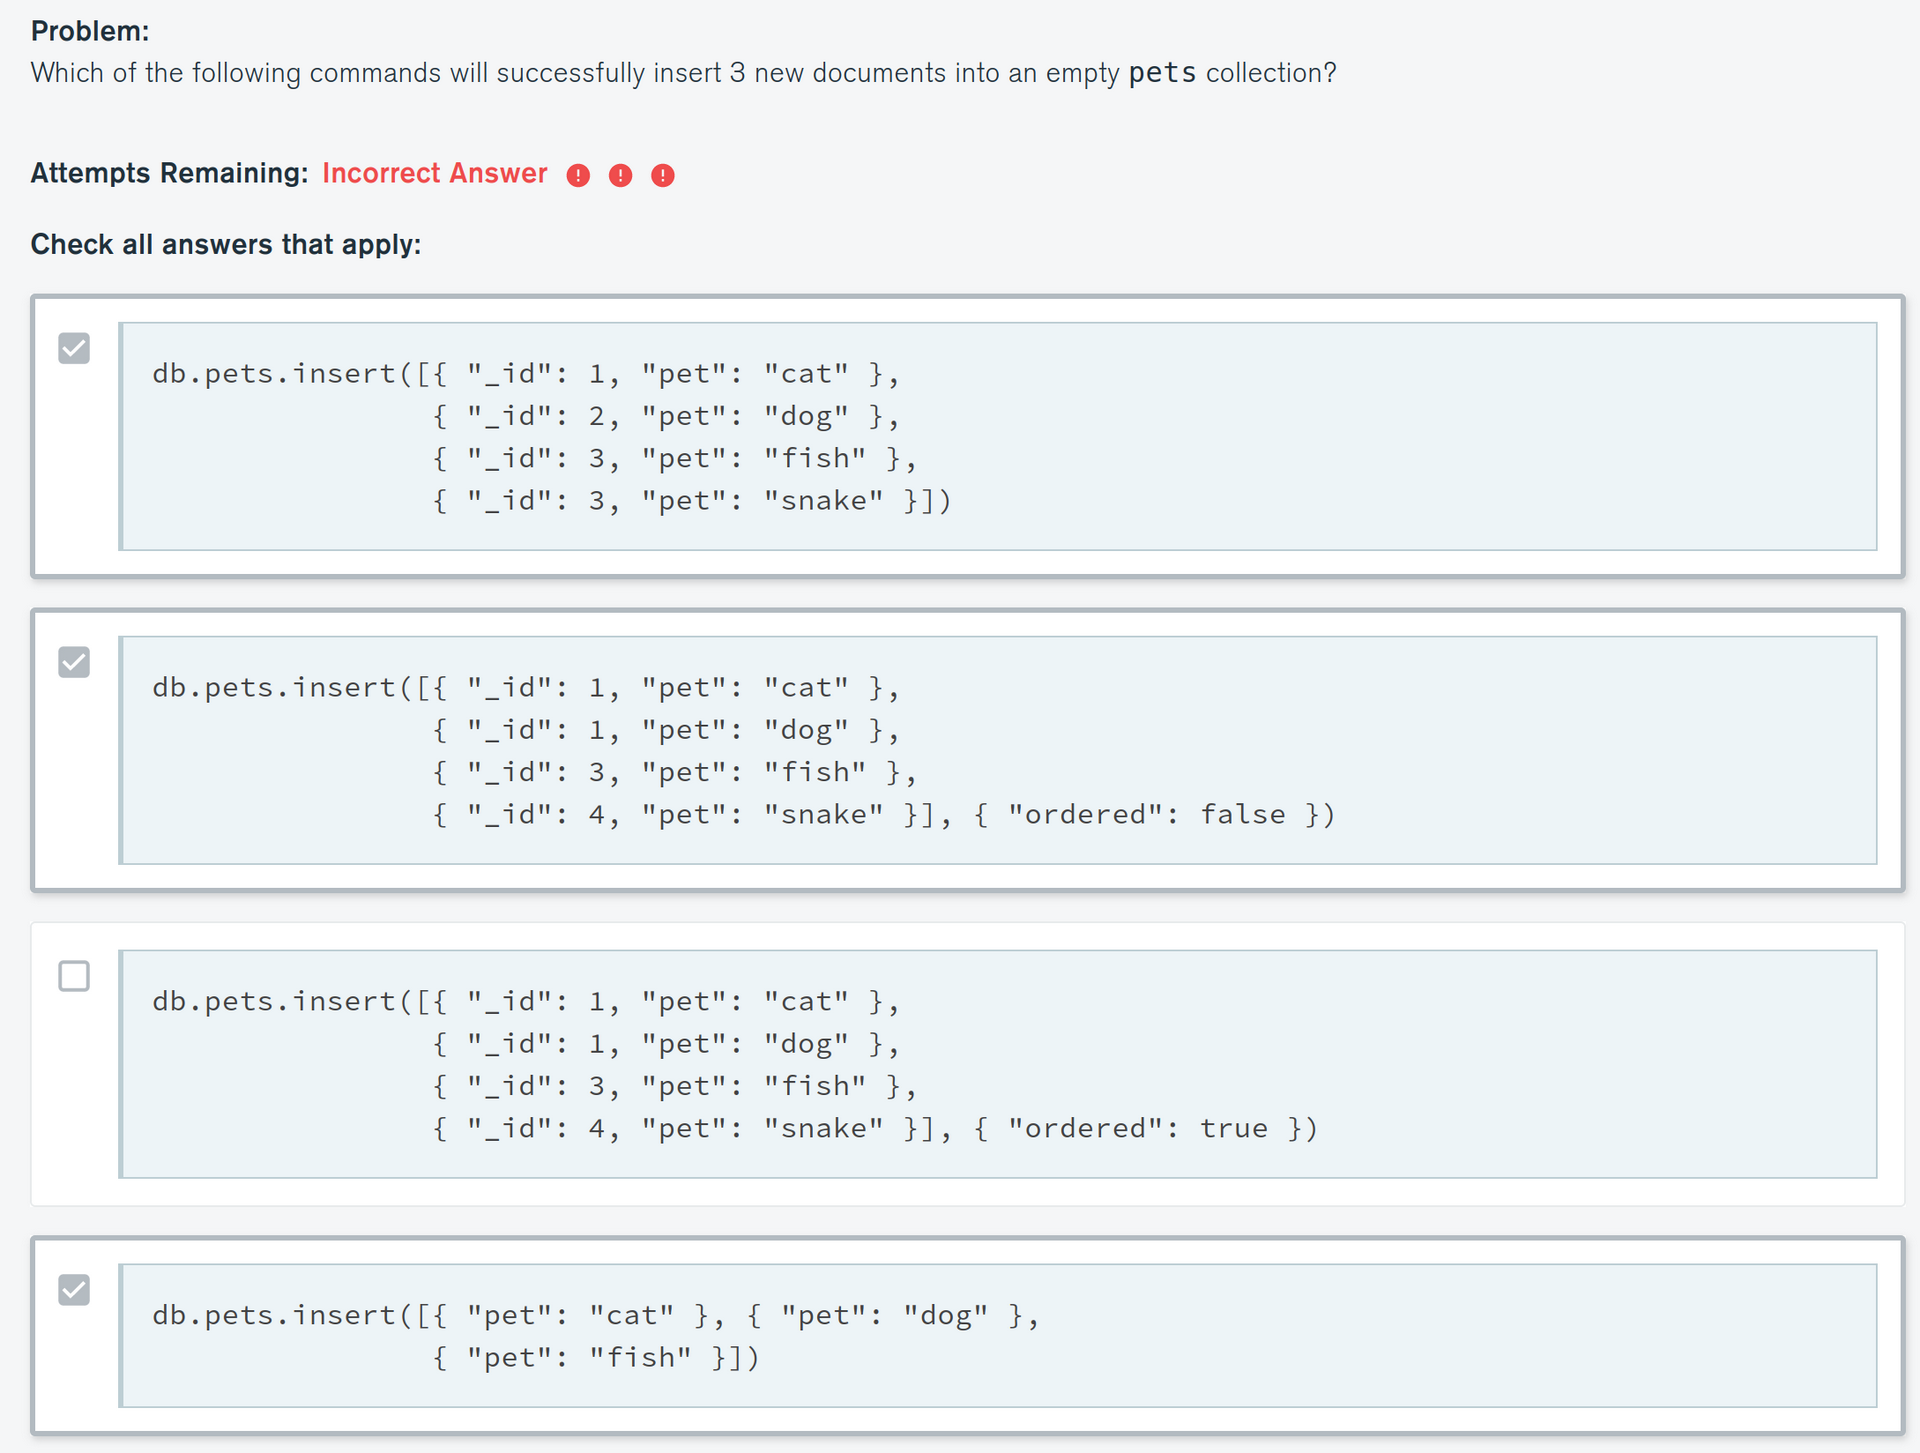 Problem:
Which of the following commands will successfully insert 3 new documents into an empty pets collection?
Attempts Remaining: Incorrect Answer
Check all answers that apply:
db.pets.insert([{ "_id": 1, "pet": "cat" },
{ "_id": 2, "pet": "dog" },
{ "_id": 3, "pet": "fish" },
{ "_id": 3, "pet": "snake" }])
db.pets.insert([{ "_id": 1, "pet": "cat" },
{ "_id": 1, "pet": "dog" },
{ "_id": 3, "pet": "fish" },
{ "_id": 4, "pet": "snake" }], { "ordered": false })
db.pets.insert([{ "_id": 1, "pet": "cat" },
{ "_id": 1, "pet": "dog" },
{ "_id": 3, "pet": "fish" },
{ "_id": 4, "pet": "snake" }], { "ordered": true })
db.pets.insert([{ "pet": "cat" }, { "pet": "dog" },
{ "pet": "fish" }])